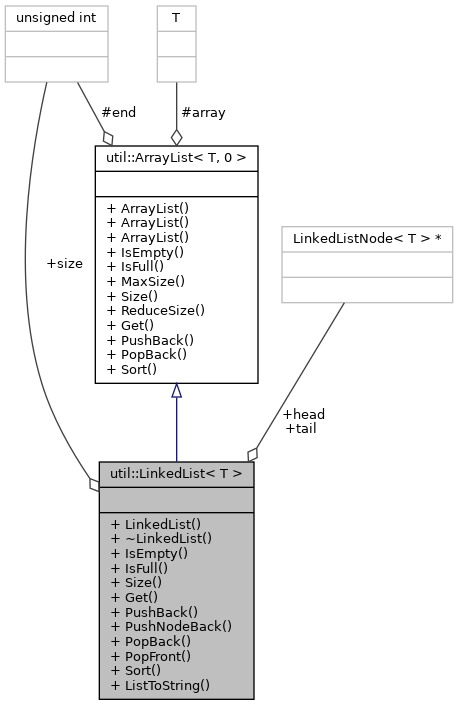 unsigned int
T
#end
#array
util::ArrayList< T, 0 >
+ ArrayList()
+ ArrayList()
+ ArrayList()
+ IsEmpty()
+ IsFull()
+ MaxSize()
+ Size()
+ ReduceSize()
+ Get()
+ PushBack()
+ PopBack()
+ Sort()
+size
LinkedListNode< T > *
+head
+tail
util::LinkedList< T >
+ LinkedList()
+ ~LinkedList()
+ IsEmpty()
+ IsFull()
+ Size()
+ Get()
+ PushBack()
+ PushNodeBack()
+ PopBack()
+ PopFront()
+ Sort()
+ ListToString()